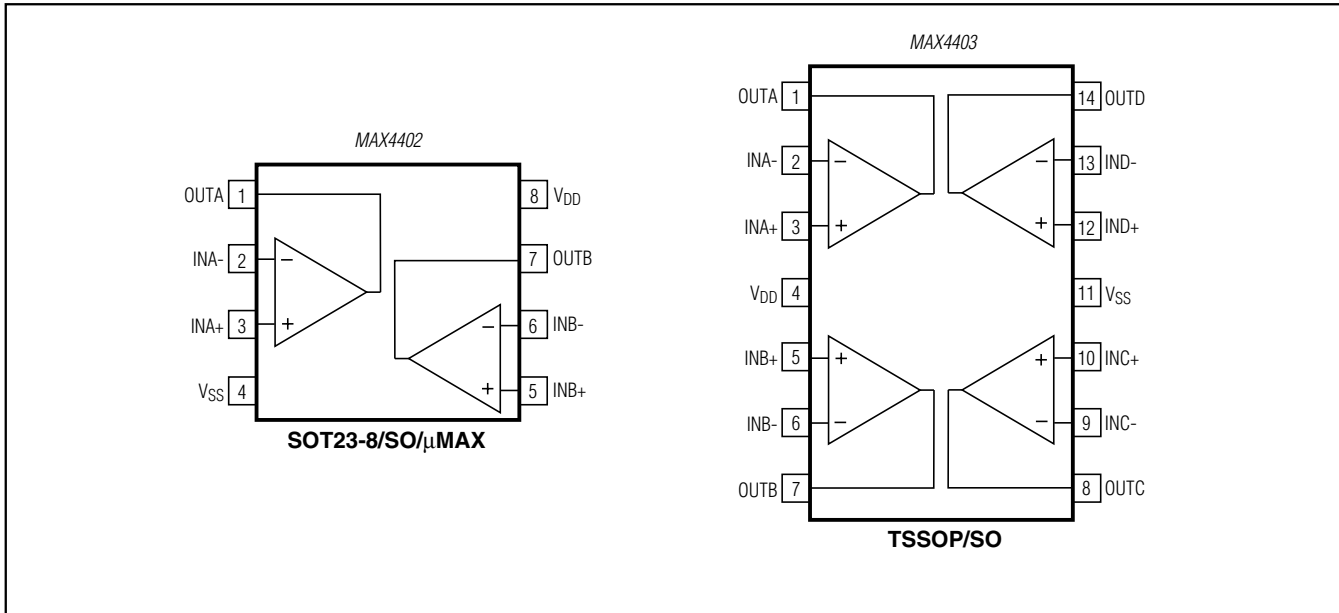 MAX4402
OUTA 1
INA- 2
INA+ 3
VSS 4
8 VDD
7 OUTB
6 INB-
5 INB+
− +
− +
SOT23-8/SO/µMAX
MAX4403
OUTA 1
INA- 2
INA+ 3
VDD 4
INB+ 5
INB- 6
OUTB 7
14 OUTD
13 IND-
12 IND+
11 VSS
10 INC+
9 INC-
8 OUTC
− +
− +
+ −
+ −
TSSOP/SO